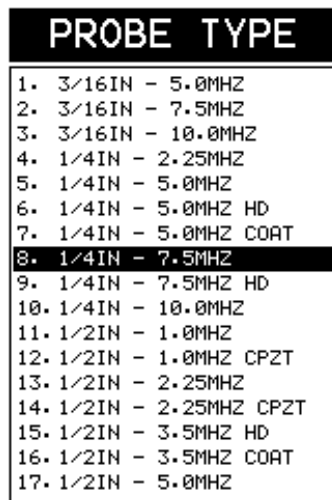 PROBE TYPE
1. 3/16IN - 5.0MHZ
2. 3/16IN - 7.5MHZ
3. 3/16IN - 10.0MHZ
4. 1/4IN - 2.25MHZ
5. 1/4IN - 5.0MHZ
6. 1/4IN - 5.0MHZ HD
7. 1/4IN - 5.0MHZ COAT
8. 1/4IN - 7.5MHZ
9. 1/4IN - 7.5MHZ HD
10. 1/4IN - 10.0MHZ
11. 1/2IN - 1.0MHZ
12. 1/2IN - 1.0MHZ CPZT
13. 1/2IN - 2.25MHZ
14. 1/2IN - 2.25MHZ CPZT
15. 1/2IN - 3.5MHZ HD
16. 1/2IN - 3.5MHZ COAT
17. 1/2IN - 5.0MHZ